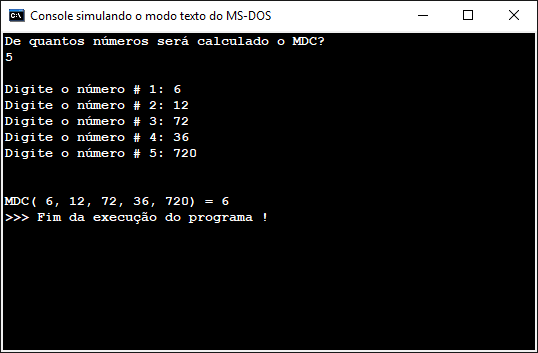 Console simulando o modo texto do MS-DOS
De quantos números será calculado o MDC?
5
Digite o número # 1: 6
Digite o número # 2: 12
Digite o número # 3: 72
Digite o número # 4: 36
Digite o número # 5: 720
MDC( 6, 12, 72, 36, 720) = 6
>>> Fim da execução do programa !